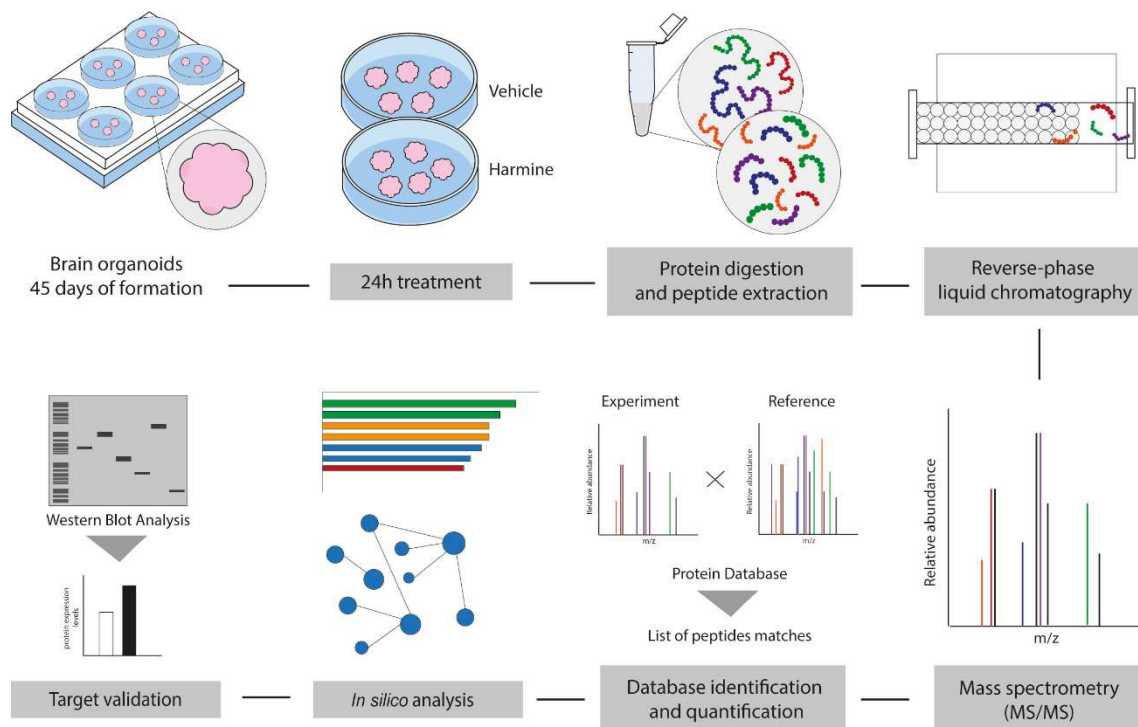 Vehicle
Harmine
Brain organoids
45 days of formation
24h treatment
Protein digestion
and peptide extraction
Reverse-phase
liquid chromatography
Western Blot Analysis
protein expression
levels
Target validation
In silico analysis
Experiment
Reference
Relative abundance
m/z
Relative abundance
m/z
Protein Database
List of peptides matches
Database identification
and quantification
Relative abundance
m/z
Mass spectrometry
(MS/MS)